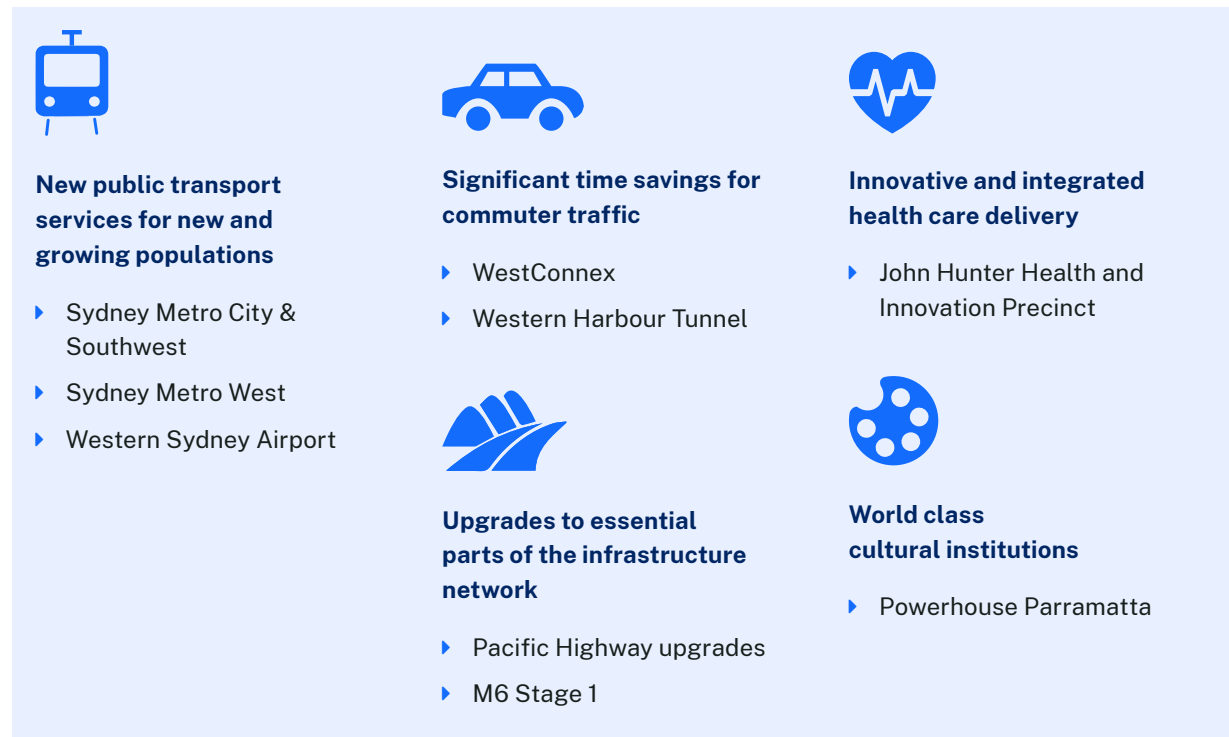 New public transport
services for new and
growing populations
Sydney Metro City &
Southwest
Sydney Metro West
Western Sydney Airport
Significant time savings for
commuter traffic
WestConnex
Western Harbour Tunnel
Upgrades to essential
parts of the infrastructure
network
Pacific Highway upgrades
M6 Stage 1
Innovative and integrated
health care delivery
John Hunter Health and
Innovation Precinct
World class
cultural institutions
Powerhouse Parramatta